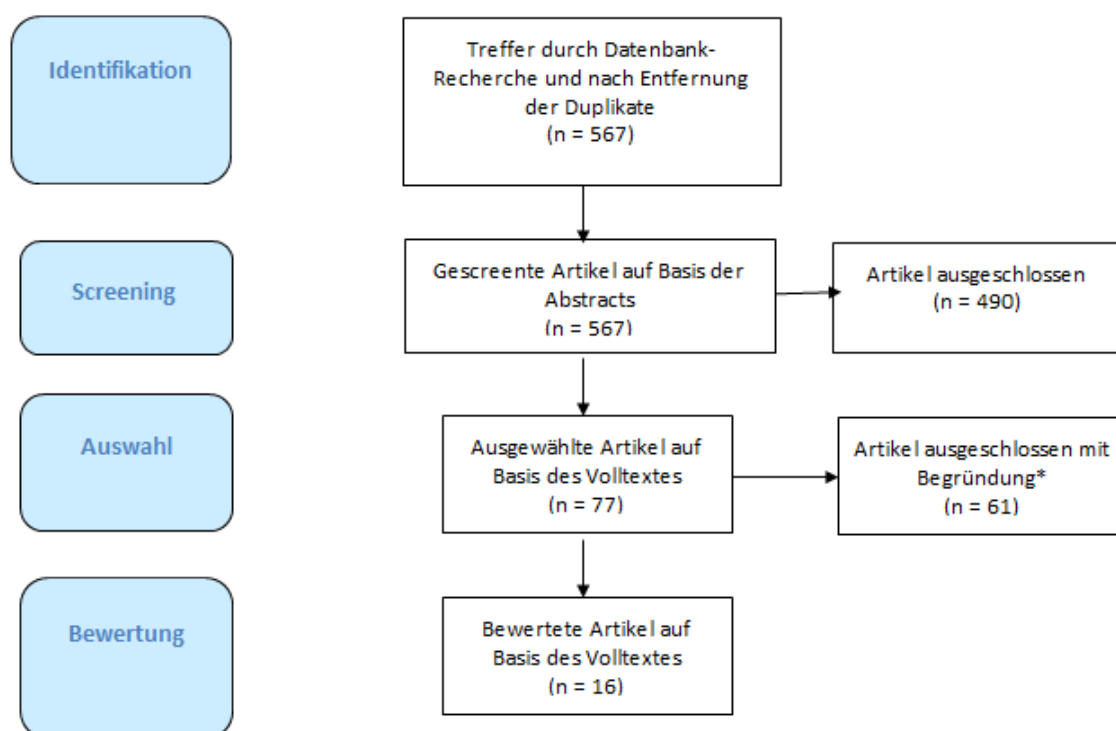 Identifikation
Treffer durch Datenbank-
Recherche und nach Entfernung
der Duplikate
(n = 567)
Screening
Gescreente Artikel auf Basis der
Abstracts
(n = 567)
Artikel ausgeschlossen
(n = 490)
Auswahl
Ausgewählte Artikel auf
Basis des Volltextes
(n = 77)
Artikel ausgeschlossen mit
Begründung*
(n = 61)
Bewertung
Bewertete Artikel auf
Basis des Volltextes
(n = 16)